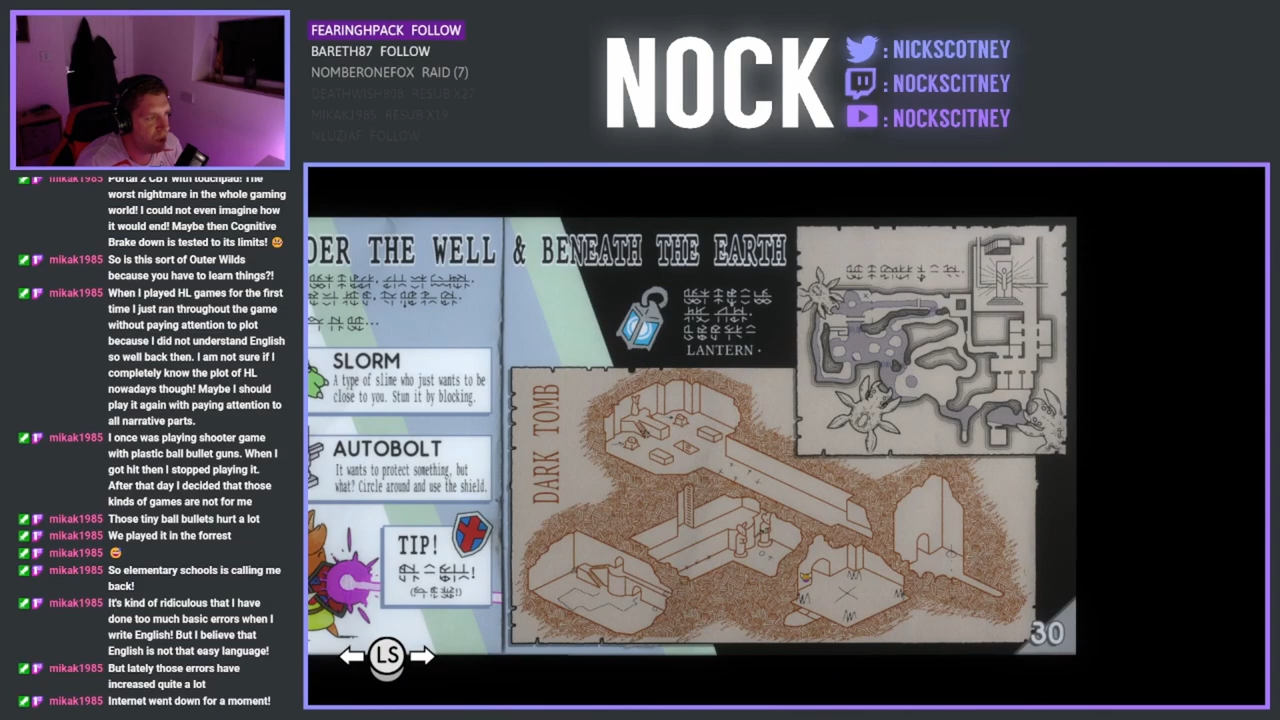 FEARINGHPACK FOLLOW
BARETH87 FOLLOW
NOMBERONEFOX RAID (7)
DEATHWISH808 RESUB X27
MIKAK1985 RESUB X19
NOCK
: NICKSCOTNEY
: NOCKSCITNEY
: NOCKSCITNEY
mikak1985 Portal 2 CBT with touchpad! The
worst nightmare in the whole gaming
world! I could not even imagine how
it would end! Maybe then Cognitive
Brake down is tested to its limits! 😃
mikak1985 So is this sort of Outer Wilds
because you have to learn things?!
mikak1985 When I played HL games for the first
time I just ran throughout the game
without paying attention to plot
because I did not understand English
so well back then. I am not sure if I
completely know the plot of HL
nowadays though! Maybe I should
play it again with paying attention to
all narrative parts.
mikak1985 I once was playing shooter game
with plastic ball bullet guns. When I
got hit then I stopped playing it.
After that day I decided that those
kinds of games are not for me
mikak1985 Those tiny ball bullets hurt a lot
mikak1985 We played it in the forrest
mikak1985 😅
mikak1985 So elementary schools is calling me
back!
mikak1985 It's kind of ridiculous that I have
done too much basic errors when I
write English! But I believe that
English is not that easy language!
mikak1985 But lately those errors have
increased quite a lot
mikak1985 Internet went down for a moment!
DER THE WELL & BENEATH THE EARTH
LANTERN
SLORM
A type of slime who just wants to be
close to you. Stun it by blocking.
AUTOBOLT
It wants to protect something, but
what? Circle around and use the shield.
TIP!
DARK TOMB
LS
30